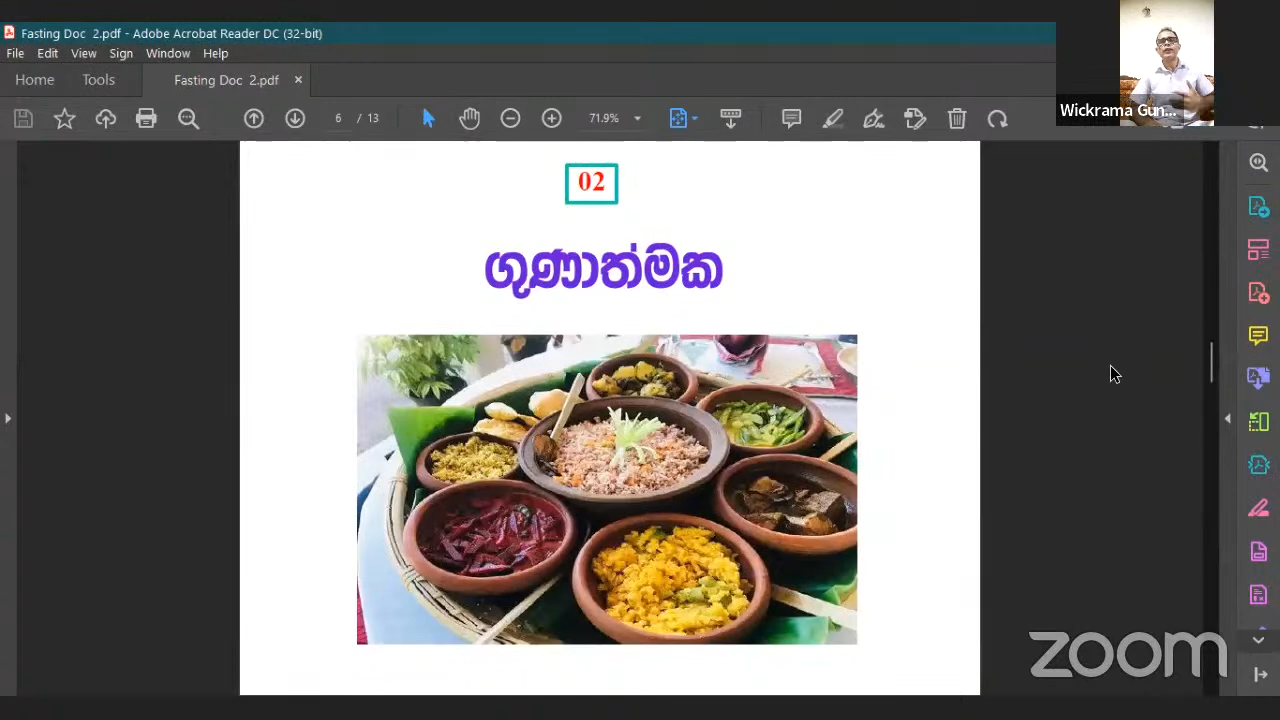 Fasting Doc 2.pdf - Adobe Acrobat Reader DC (32-bit)
File Edit View Sign Window Help
Home Tools Fasting Doc 2.pdf ×
6 / 13 71.9%
Wickrama Gun...
02
ගුණාත්මක
zoom